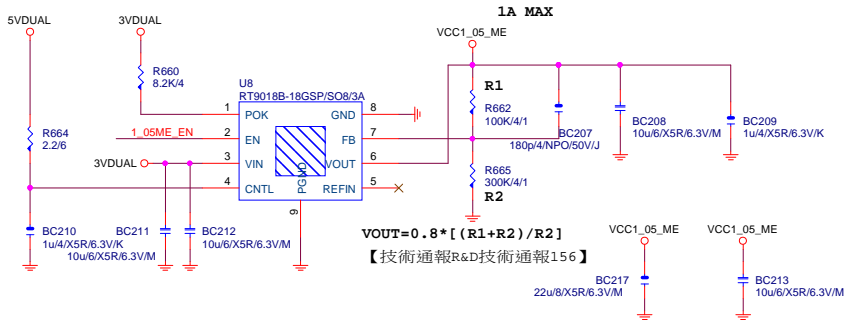 1A MAX
5VDUAL
3VDUAL
VCC1_05_ME
R660
8.2K/4
U8
RT9018B-18GSP/SO8/3A
R1
1
POK
GND
8
R662
100K/4/1
1_05ME_EN
2
EN
FB
7
BC207
180p/4/NPO/50V/J
BC208
10u/6/X5R/6.3V/M
BC209
1u/4/X5R/6.3V/K
R664
2.2/6
3VDUAL
3
VIN
VOUT
6
4
CNTL
REFIN
5
PGND
9
R665
300K/4/1
R2
BC210
1u/4/X5R/6.3V/K
BC211
10u/6/X5R/6.3V/M
BC212
10u/6/X5R/6.3V/M
VOUT=0.8*[(R1+R2)/R2]
【技術通報R&D技術通報156】
VCC1_05_ME
VCC1_05_ME
BC217
22u/8/X5R/6.3V/M
BC213
10u/6/X5R/6.3V/M